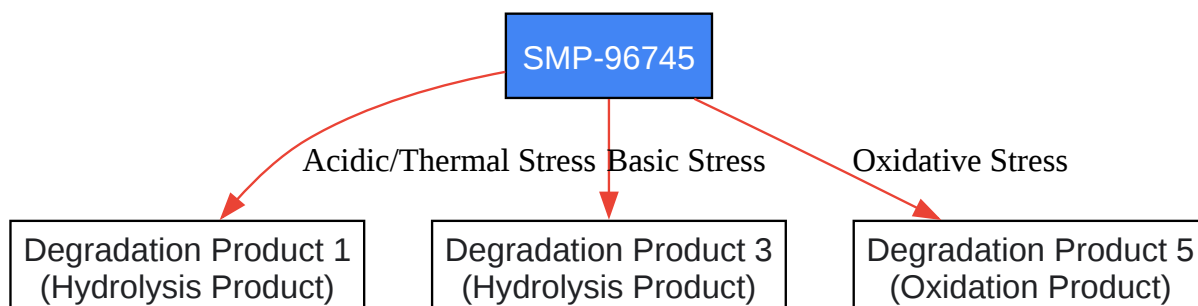 SMP-96745
Acidic/Thermal Stress
Basic Stress
Oxidative Stress
Degradation Product 1
(Hydrolysis Product)
Degradation Product 3
(Hydrolysis Product)
Degradation Product 5
(Oxidation Product)